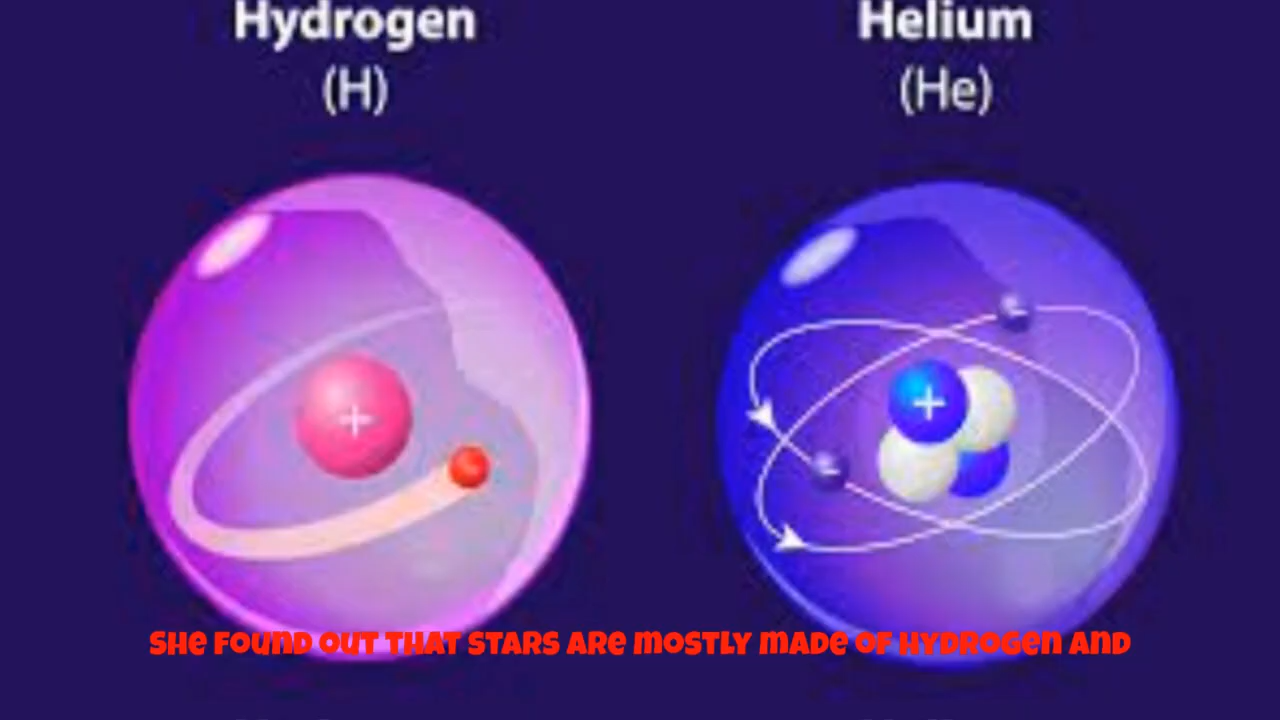 Hydrogen
Helium
(H)
(He)
+
+
-
-
SHE FOUND OUT THAT STARS ARE MOSTLY MADE OF HYDROGEN AND